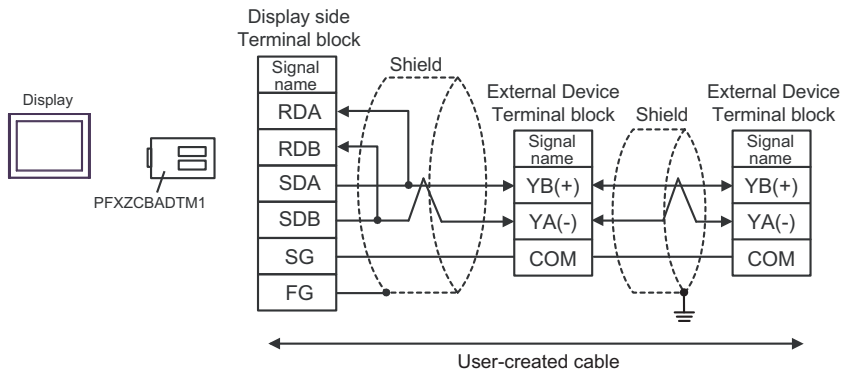 Display side
Terminal block
Signal
name
RDA
RDB
SDA
SDB
SG
FG
Shield
Display
PFXZCBADTM1
External Device
Terminal block
Signal
name
YB(+)
YA(-)
COM
Shield
External Device
Terminal block
Signal
name
YB(+)
YA(-)
COM
User-created cable